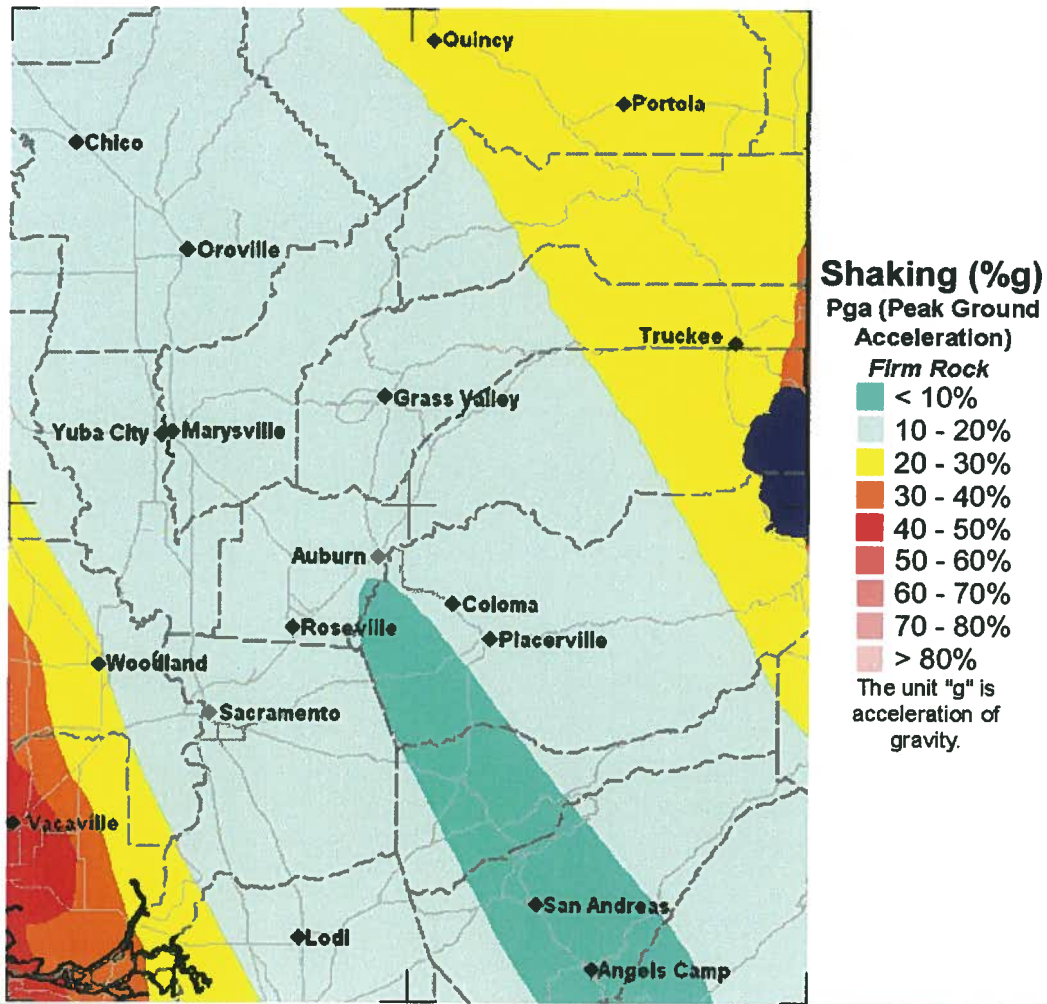 Quincy
Portola
Chico
Oroville
Truckee
Grass Valley
Yuba City
Marysville
Auburn
Coloma
Roseville
Placerville
Woodland
Sacramento
Vacaville
San Andreas
Lodi
Angels Camp
Shaking (%g)
Pga (Peak Ground
Acceleration)
Firm Rock
< 10%
10 - 20%
20 - 30%
30 - 40%
40 - 50%
50 - 60%
60 - 70%
70 - 80%
> 80%
The unit "g" is
acceleration of
gravity.